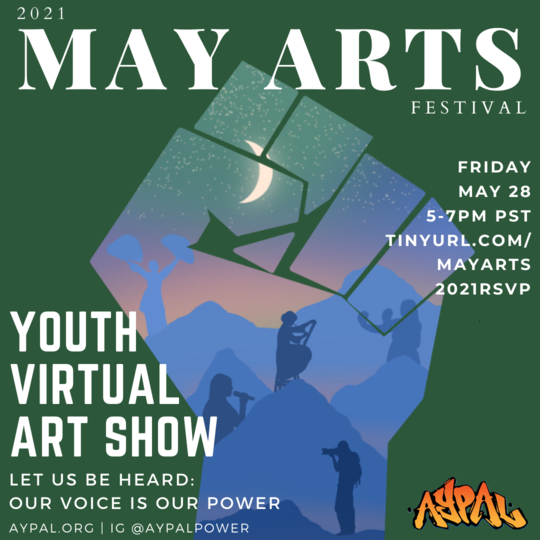 2021
MAY ARTS
FESTIVAL
FRIDAY
MAY 28
5-7PM PST
TINYURL.COM/
MAYARTS
2021RSVP
YOUTH
VIRTUAL
ART SHOW
LET US BE HEARD:
OUR VOICE IS OUR POWER
AYPAL.ORG | IG @AYPALPOWER
AYPAL